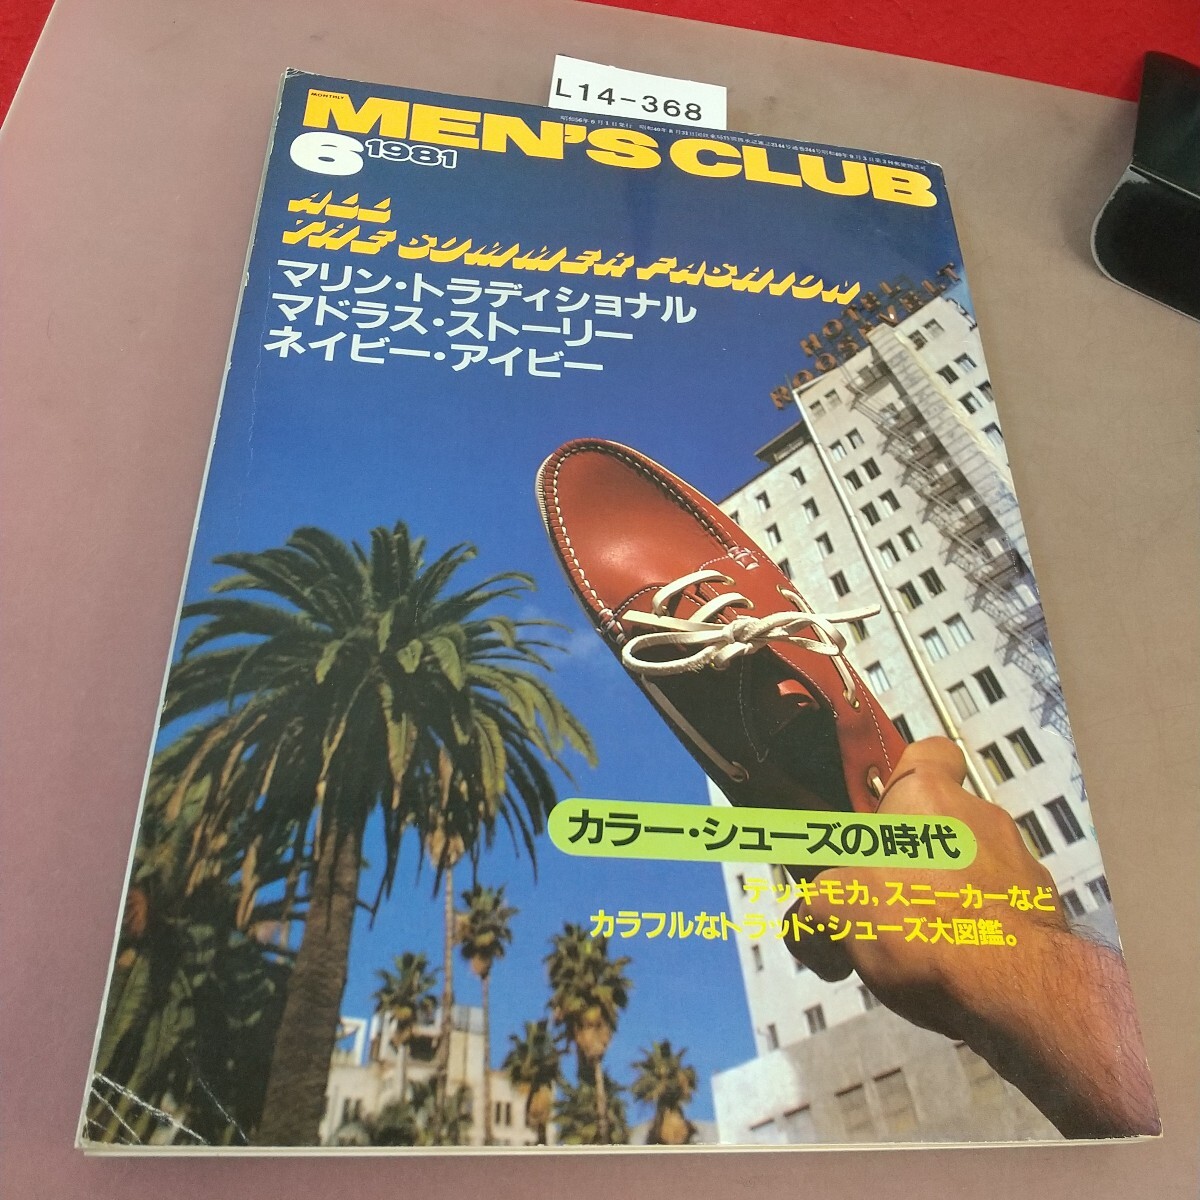 L14-368
MONTHLY
MEN'S CLUB
6 1981
ALL
THE SUMMER FASHION
マリン・トラディショナル
マドラス・ストーリー
ネイビー・アイビー
HOTEL
ROOSEVELT
カラー・シューズの時代
デッキモカ,スニーカーなど
カラフルなトラッド・シューズ大図鑑。